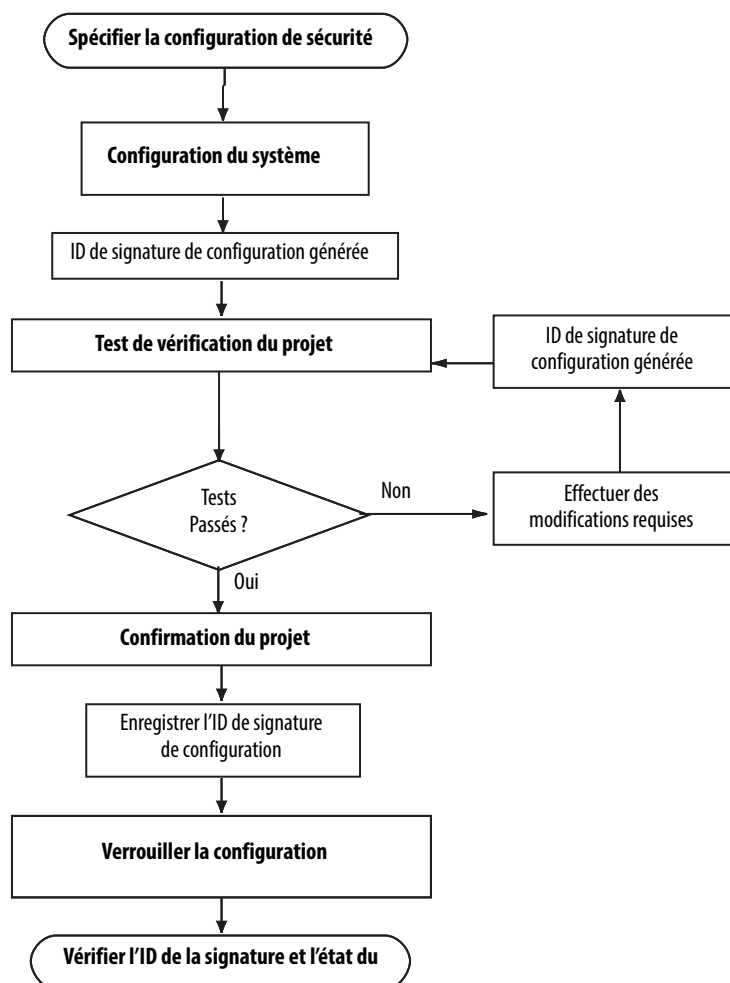 Spécifier la configuration de sécurité
Configuration du système
ID de signature de configuration générée
Test de vérification du projet
ID de signature de
configuration générée
Tests
Passés ?
Non
Effectuer des
modifications requises
Oui
Confirmation du projet
Enregistrer l’ID de signature
de configuration
Verrouiller la configuration
Vérifier l’ID de la signature et l’état du